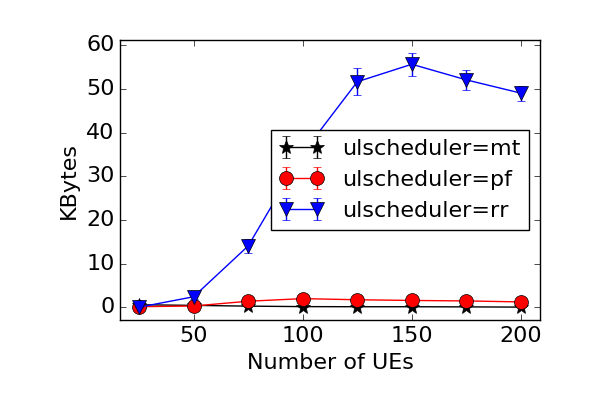 60
50
40
30
20
10
0
KBytes
ulscheduler=mt
ulscheduler=pf
ulscheduler=rr
50 100 150 200
Number of UEs